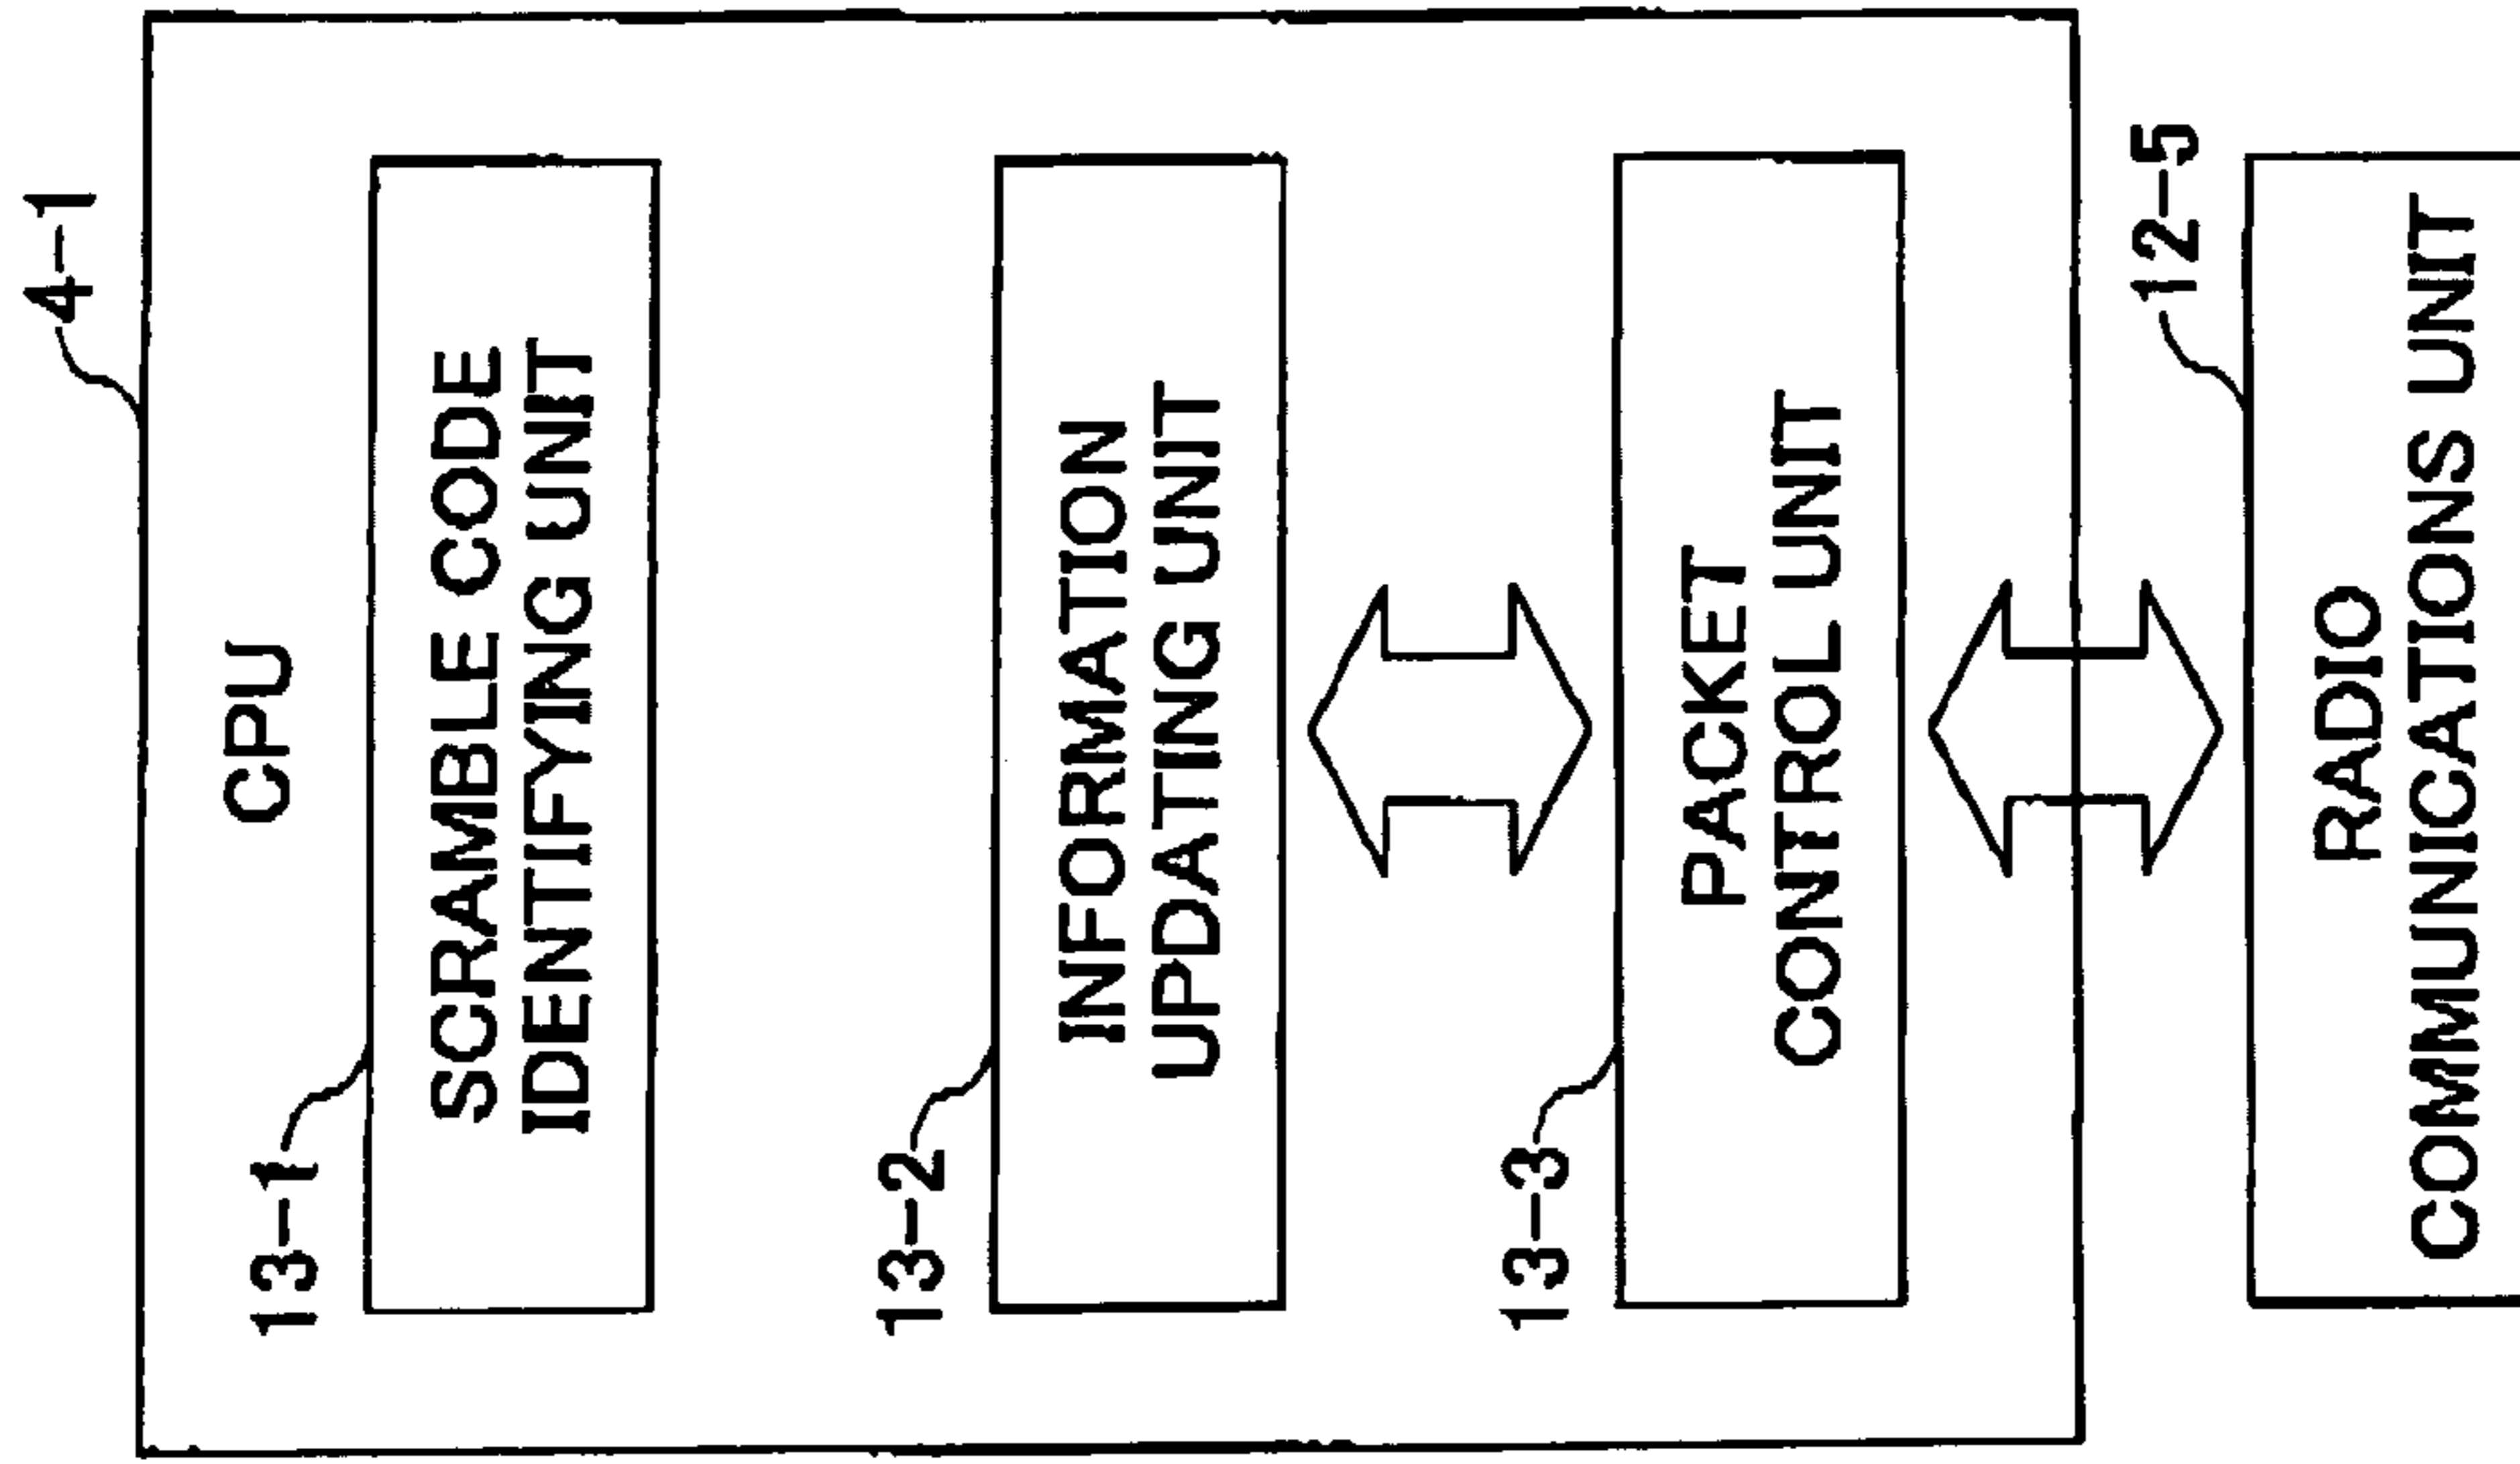 4-1
CPU
13-1
SCRAMBLE CODE
IDENTIFYING UNIT
13-2
INFORMATION
UPDATING UNIT
13-3
PACKET
CONTROL UNIT
12-5
RADIO
COMMUNICATIONS UNIT